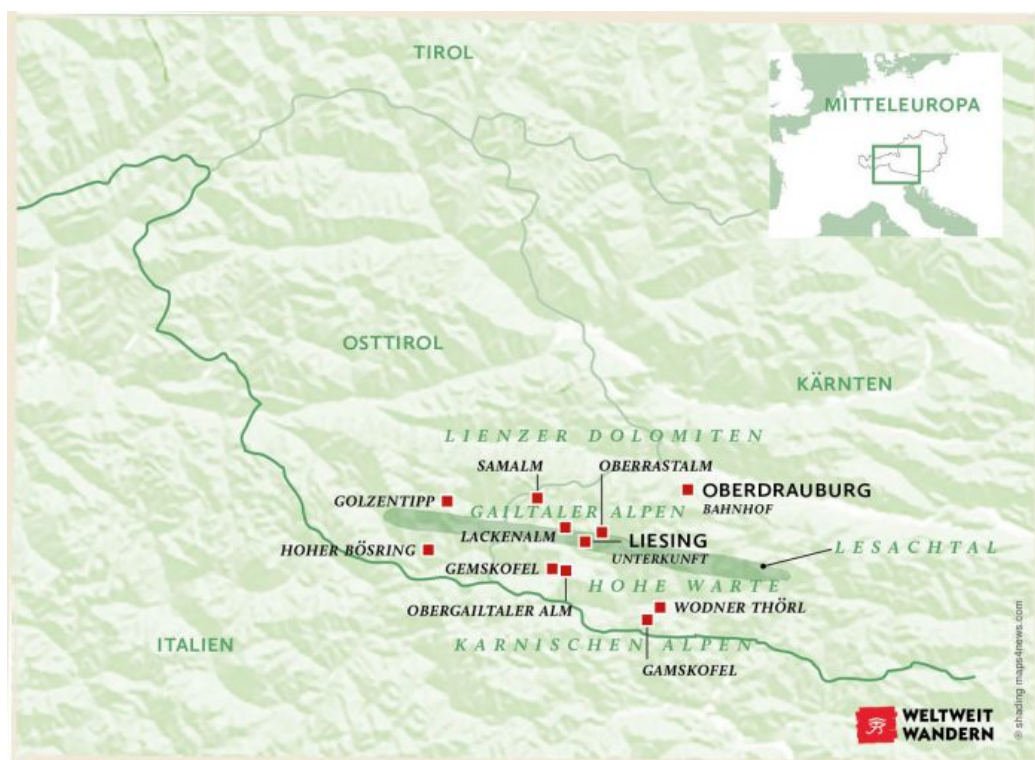 TIROL
MITTELEUROPA
OSTTIROL
KÄRNTEN
LIENZER DOLOMITEN
SAMALM
OBERRASTALM
GOLZENTIPP
OBERDRAUBURG
BAHNHOF
GAILTALER ALPEN
LACKENALM
LIESING
UNTERKUNFT
HOHER BÖSRING
LESACHTAL
GEMSKOFEL
HOHE WARTE
OBERGAILTALER ALM
WODNER THÖRL
ITALIEN
KARNISCHEN ALPEN
GAMSKOFEL
WELTWEIT
WANDERN
© shading maps4news.com